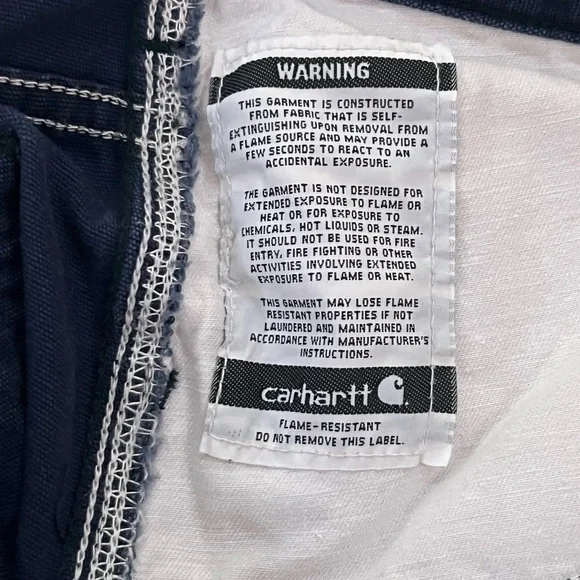 WARNING
THIS GARMENT IS CONSTRUCTED
FROM FABRIC THAT IS SELF-
EXTINGUISHING UPON REMOVAL FROM
A FLAME SOURCE AND MAY PROVIDE A
FEW SECONDS TO REACT TO AN
ACCIDENTAL EXPOSURE.
THE GARMENT IS NOT DESIGNED FOR
EXTENDED EXPOSURE TO FLAME OR
HEAT OR FOR EXPOSURE TO
CHEMICALS, HOT LIQUIDS OR STEAM.
IT SHOULD NOT BE USED FOR FIRE
ENTRY, FIRE FIGHTING OR OTHER
ACTIVITIES INVOLVING EXTENDED
EXPOSURE TO FLAME OR HEAT.
THIS GARMENT MAY LOSE FLAME
RESISTANT PROPERTIES IF NOT
LAUNDERED AND MAINTAINED IN
ACCORDANCE WITH MANUFACTURER'S
INSTRUCTIONS.
carhartt
FLAME-RESISTANT
DO NOT REMOVE THIS LABEL.